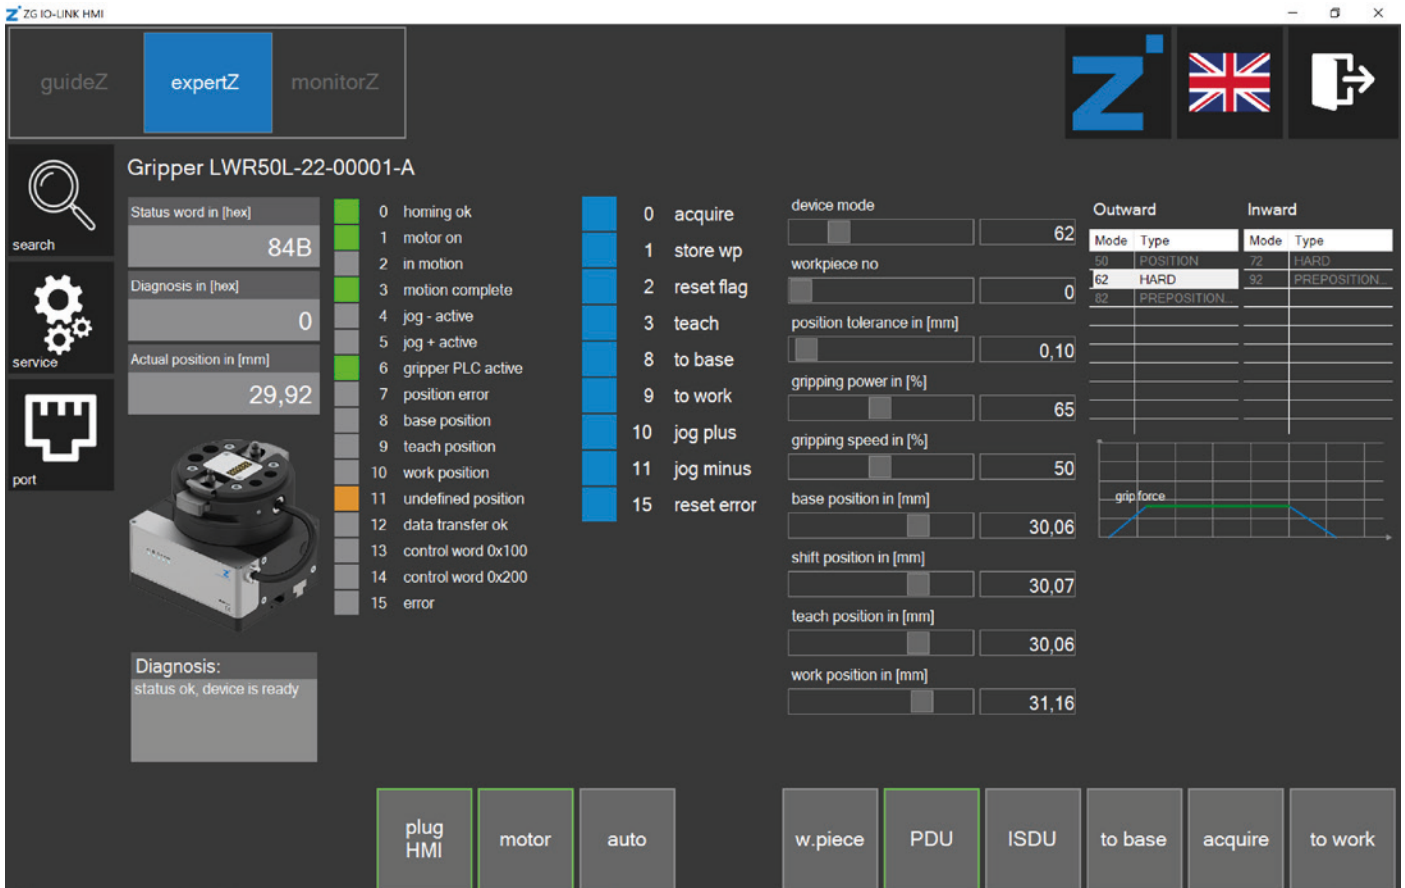 ZG IO-LINK HMI
guideZ
expertZ
monitorZ
search
service
port
Gripper LWR50L-22-00001-A
Status word in [hex]
84B
Diagnosis in [hex]
0
Actual position in [mm]
29,92
Diagnosis:
status ok, device is ready
0 homing ok
1 motor on
2 in motion
3 motion complete
4 jog - active
5 jog + active
6 gripper PLC active
7 position error
8 base position
9 teach position
10 work position
11 undefined position
12 data transfer ok
13 control word 0x100
14 control word 0x200
15 error
0 acquire
1 store wp
2 reset flag
3 teach
8 to base
9 to work
10 jog plus
11 jog minus
15 reset error
device mode
62
workpiece no
0
position tolerance in [mm]
0,10
gripping power in [%]
65
gripping speed in [%]
50
base position in [mm]
30,06
shift position in [mm]
30,07
teach position in [mm]
30,06
work position in [mm]
31,16
Outward
Mode Type
50 POSITION
62 HARD
82 PREPOSITION...
Inward
Mode Type
72 HARD
92 PREPOSITION...
grip force
plug HMI
motor
auto
w.piece
PDU
ISDU
to base
acquire
to work